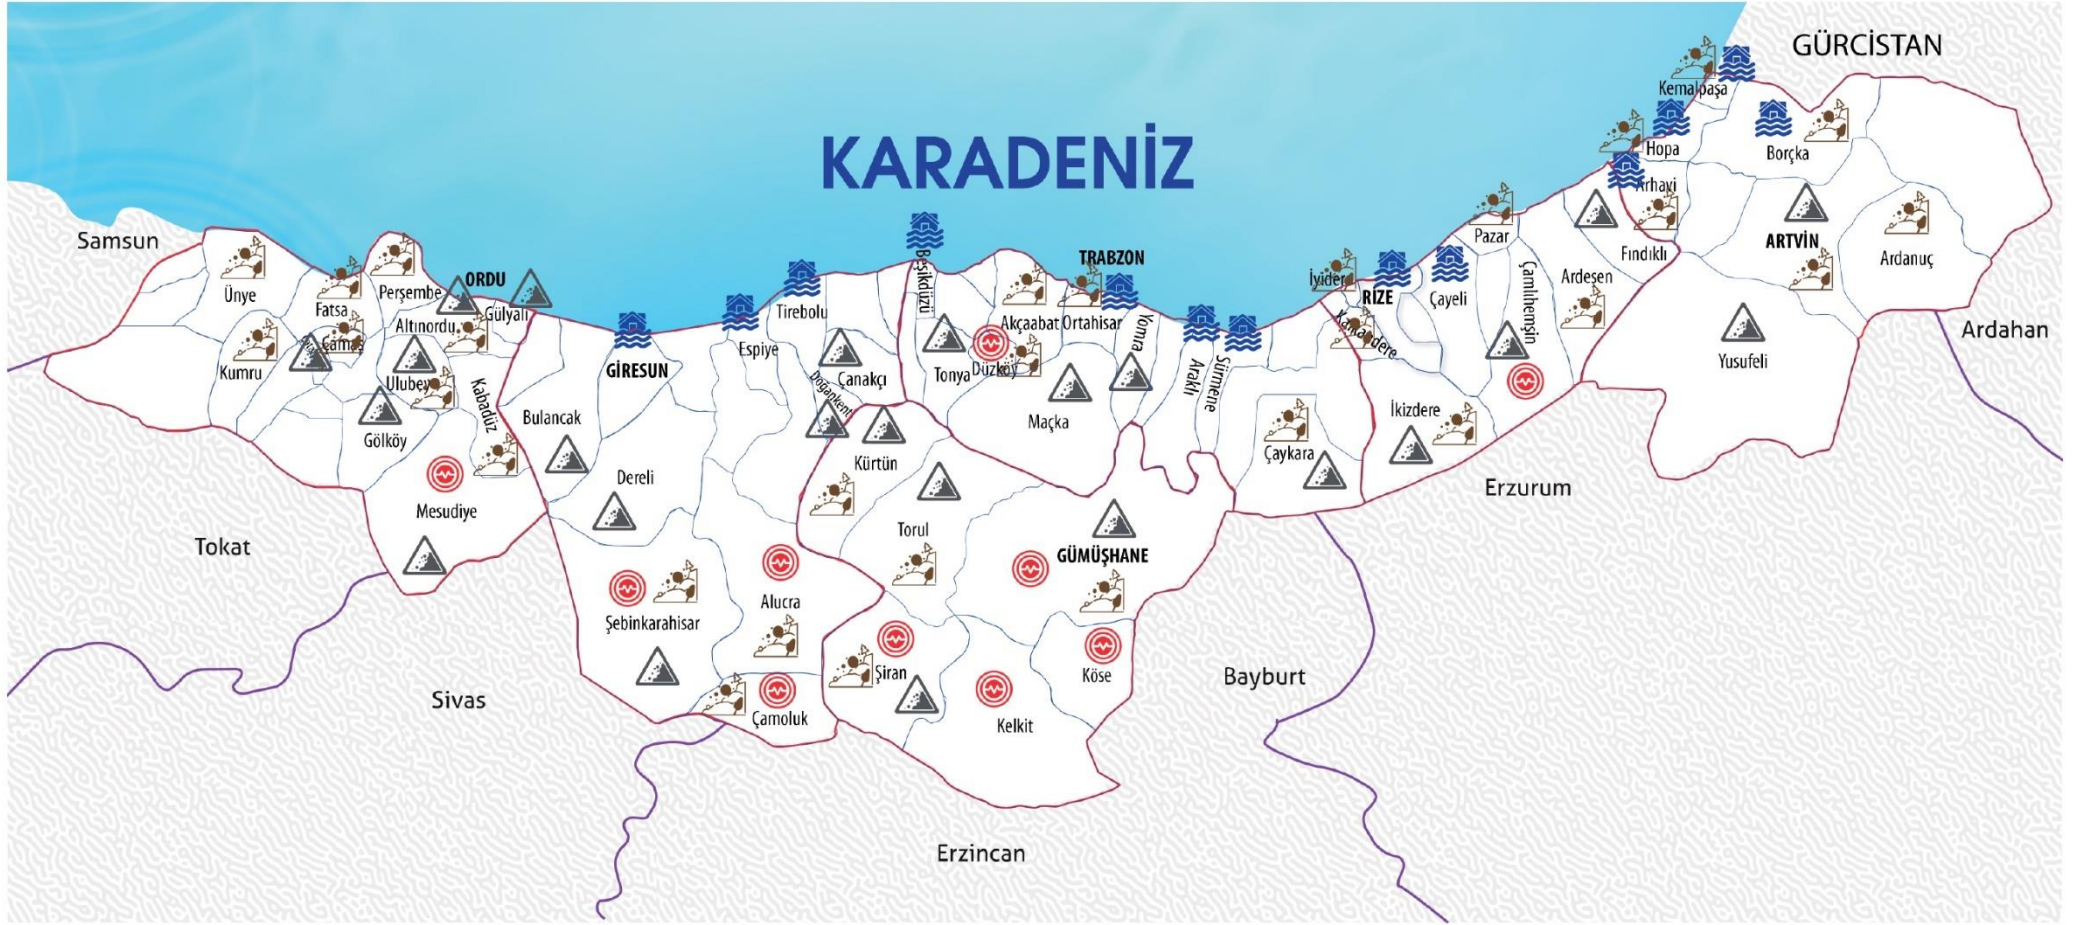 GÜRCİSTAN
KARADENİZ
Kemalpaşa
Hopa
Borçka
Arhavi
Samsun
Pazar
ARTVİN
Fındıklı
Ardanuç
Ardahan
Yusufeli
Ünye
Fatsa
Perşembe
ORDU
Gülyalı
Altınordu
Çamaş
Kumru
Ulubey
Kabadüz
Gölköy
Mesudiye
GİRESUN
Bulancak
Dereli
Espiye
Tirebolu
Doğankent
Çanakçı
Beşikdüzü
TRABZON
Akçaabat
Ortahisar
Yomra
Tonya
Düzköy
Maçka
Araklı
Sürmene
Çaykara
İyidere
RİZE
Kalkandere
Çayeli
Çamlıhemşin
Ardeşen
İkizdere
Erzurum
Kürtün
Torul
GÜMÜŞHANE
Tokat
Şebinkarahisar
Alucra
Çamoluk
Şiran
Köse
Kelkit
Bayburt
Sivas
Erzincan